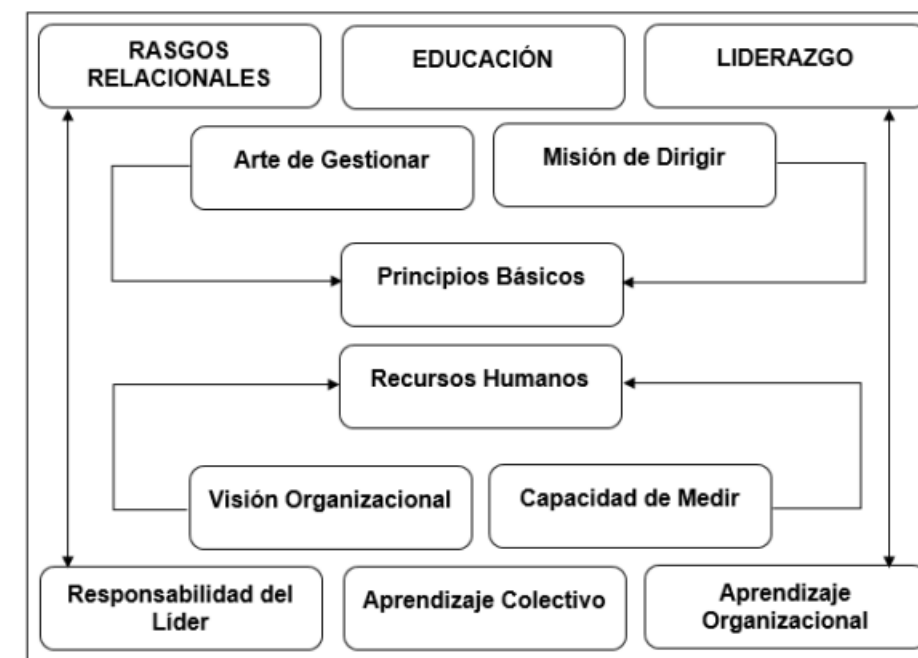 RASGOS
RELACIONALES
EDUCACIÓN
LIDERAZGO
Arte de Gestionar
Misión de Dirigir
Principios Básicos
Recursos Humanos
Visión Organizacional
Capacidad de Medir
Responsabilidad del
Líder
Aprendizaje Colectivo
Aprendizaje
Organizacional